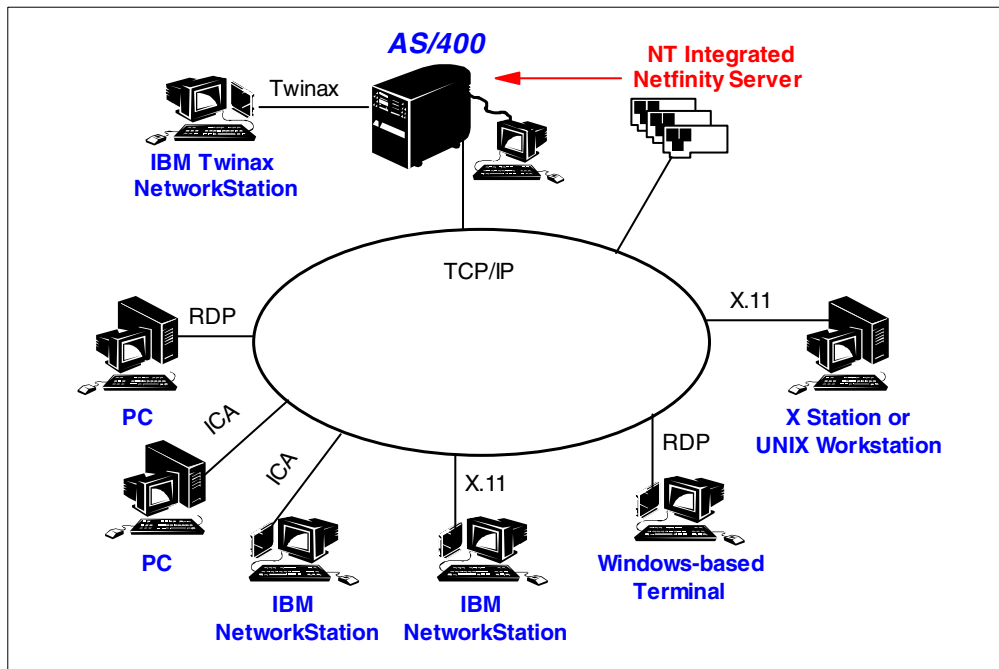 AS/400
NT Integrated
Netfinity Server
Twinax
IBM Twinax
NetworkStation
TCP/IP
X.11
RDP
PC
X Station or
UNIX Workstation
ICA
RDP
ICA
X.11
PC
Windows-based
Terminal
IBM
NetworkStation
IBM
NetworkStation